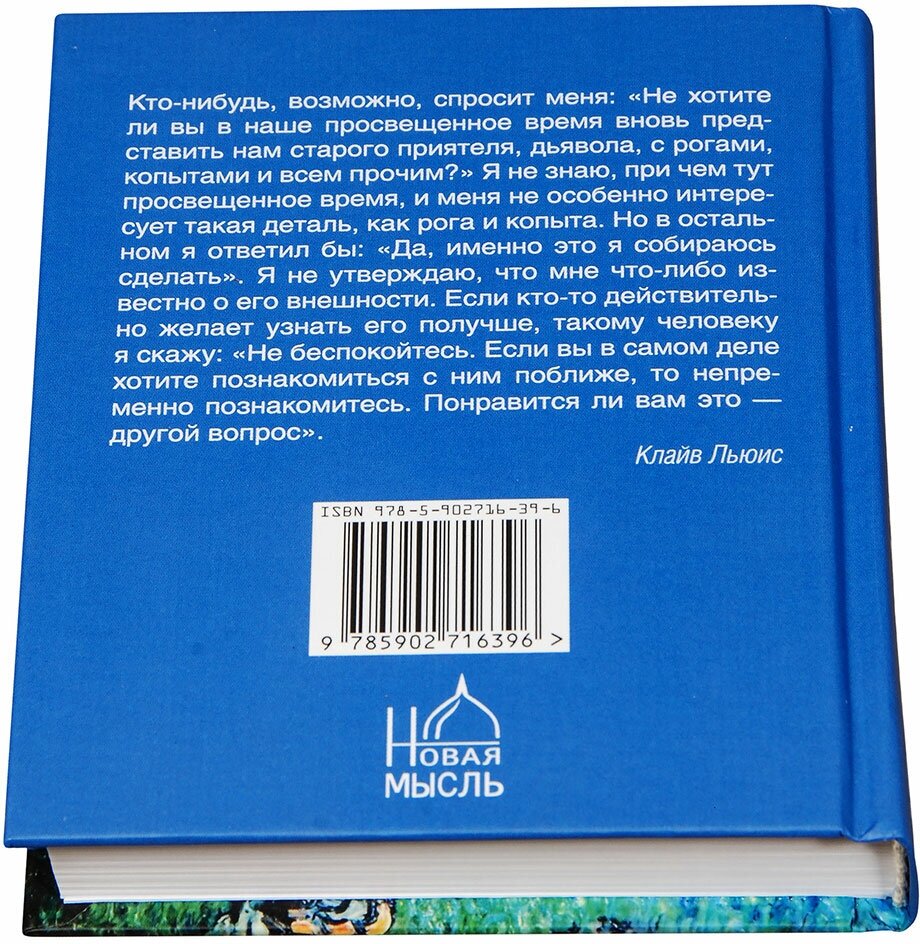 Кто-нибудь, возможно, спросит меня: «Не хотите
ли вы в наше просвещенное время вновь пред-
ставить нам старого приятеля, дьявола, с рогами,
копытами и всем прочим?» Я не знаю, при чем тут
просвещенное время, и меня не особенно интере-
сует такая деталь, как рога и копыта. Но в осталь-
ном я ответил бы: «Да, именно это я собираюсь
сделать». Я не утверждаю, что мне что-либо из-
вестно о его внешности. Если кто-то действитель-
но желает узнать его получше, такому человеку
я скажу: «Не беспокойтесь. Если вы в самом деле
хотите познакомиться с ним поближе, то непре-
менно познакомитесь. Понравится ли вам это —
другой вопрос».
Клайв Льюис
ISBN 978-5-902716-39-6
9 785902 716396 >
НОВАЯ
МЫСЛЬ